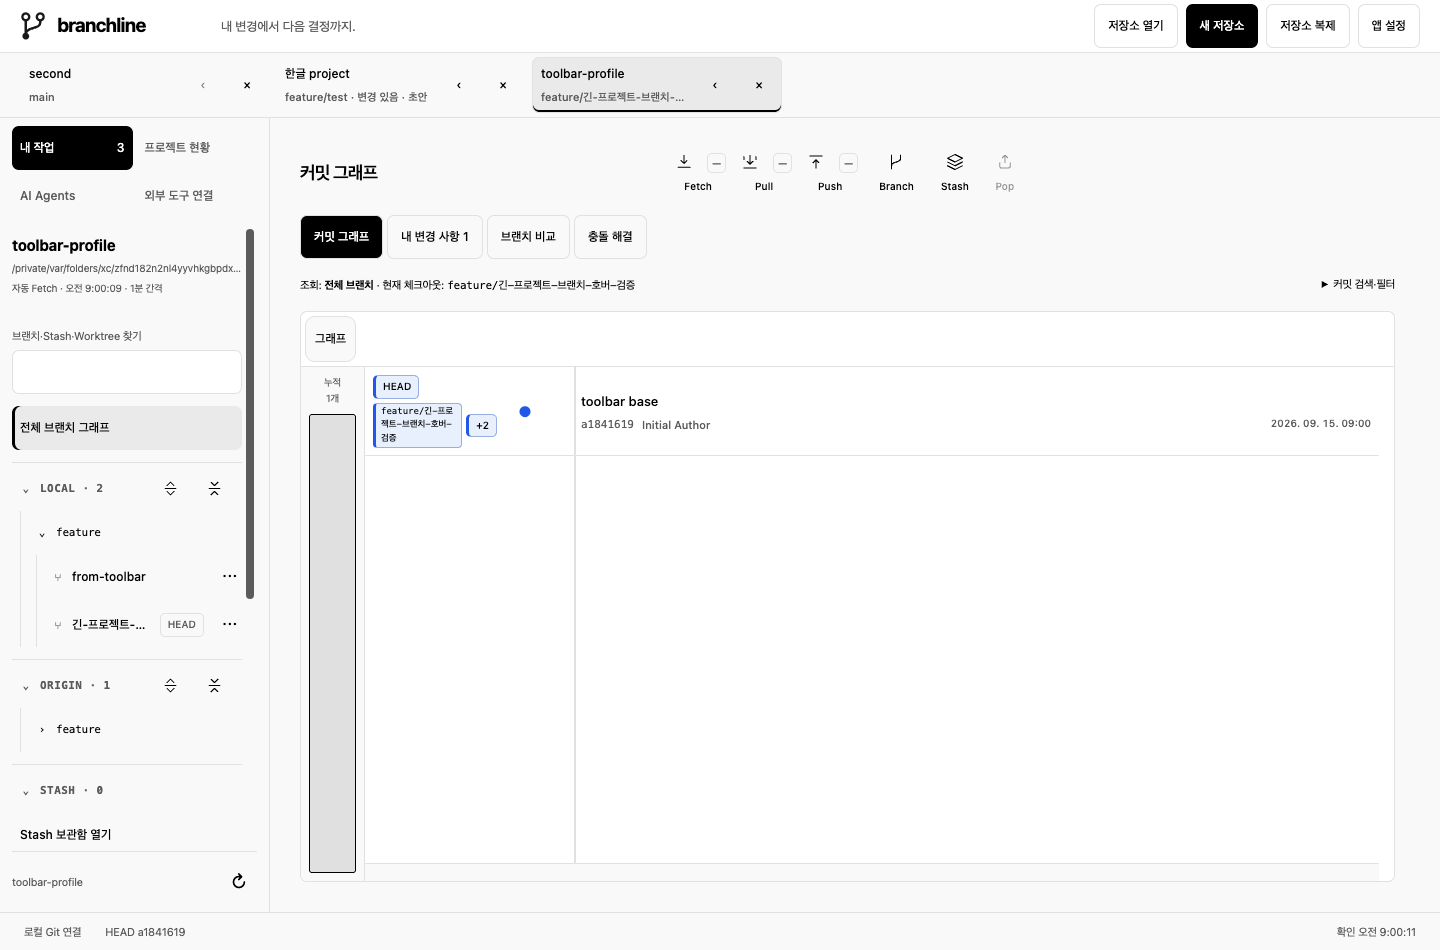 branchline
내 변경에서 다음 결정까지.
저장소 열기
새 저장소
저장소 복제
앱 설정
second
main
한글 project
feature/test · 변경 있음 · 초안
toolbar-profile
feature/긴-프로젝트-브랜치-...
내 작업 3
프로젝트 현황
AI Agents
외부 도구 연결
toolbar-profile
/private/var/folders/xc/zfnd182n2nl4yyvhkgbpdx...
자동 Fetch · 오전 9:00:09 · 1분 간격
브랜치·Stash·Worktree 찾기
전체 브랜치 그래프
LOCAL · 2
feature
from-toolbar
긴-프로젝트-... HEAD
ORIGIN · 1
feature
STASH · 0
Stash 보관함 열기
toolbar-profile
커밋 그래프
Fetch
Pull
Push
Branch
Stash
Pop
커밋 그래프
내 변경 사항 1
브랜치 비교
충돌 해결
조회: 전체 브랜치 · 현재 체크아웃: feature/긴-프로젝트-브랜치-호버-검증
▶ 커밋 검색·필터
그래프
누적
1개
HEAD
feature/긴-프로
젝트-브랜치-호버-
검증
+2
toolbar base
a1841619 Initial Author
2026. 09. 15. 09:00
로컬 Git 연결
HEAD a1841619
확인 오전 9:00:11